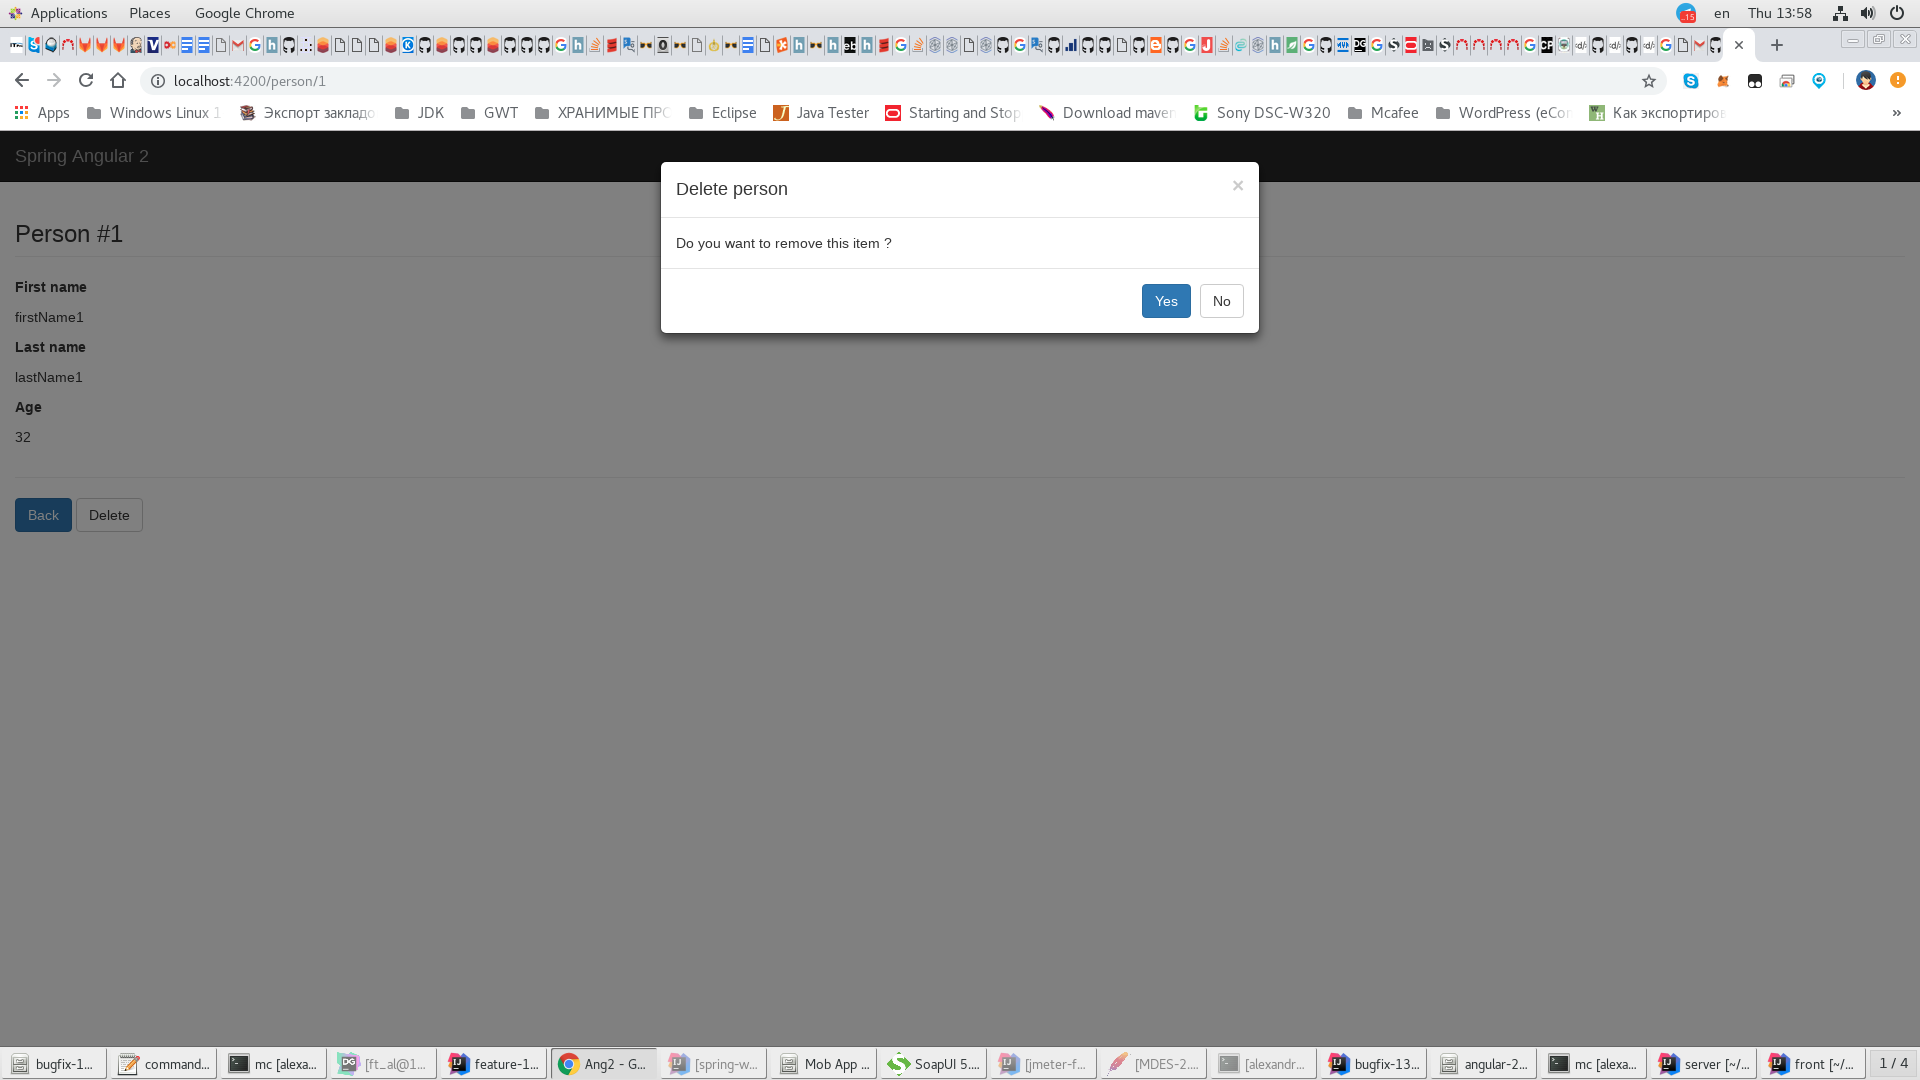 Applications Places Google Chrome
en Thu 13:58
localhost:4200/person/1
Apps Windows Linux 1 Экспорт закладо JDK GWT ХРАНИМЫЕ ПРС Eclipse Java Tester Starting and Stop Download maven Sony DSC-W320 Mcafee WordPress (eCor Как экспортиров »
Spring Angular 2
Delete person ×
Do you want to remove this item ?
Yes No
Person #1
First name
firstName1
Last name
lastName1
Age
32
Back Delete
bugfix-1... command... mc [alexa... [ft_al@1... feature-1... Ang2 - G... [spring-w... Mob App ... SoapUI 5.... [jmeter-f... [MDES-2.... [alexandr... bugfix-13... angular-2... mc [alexa... server [~/... front [~/... 1 / 4